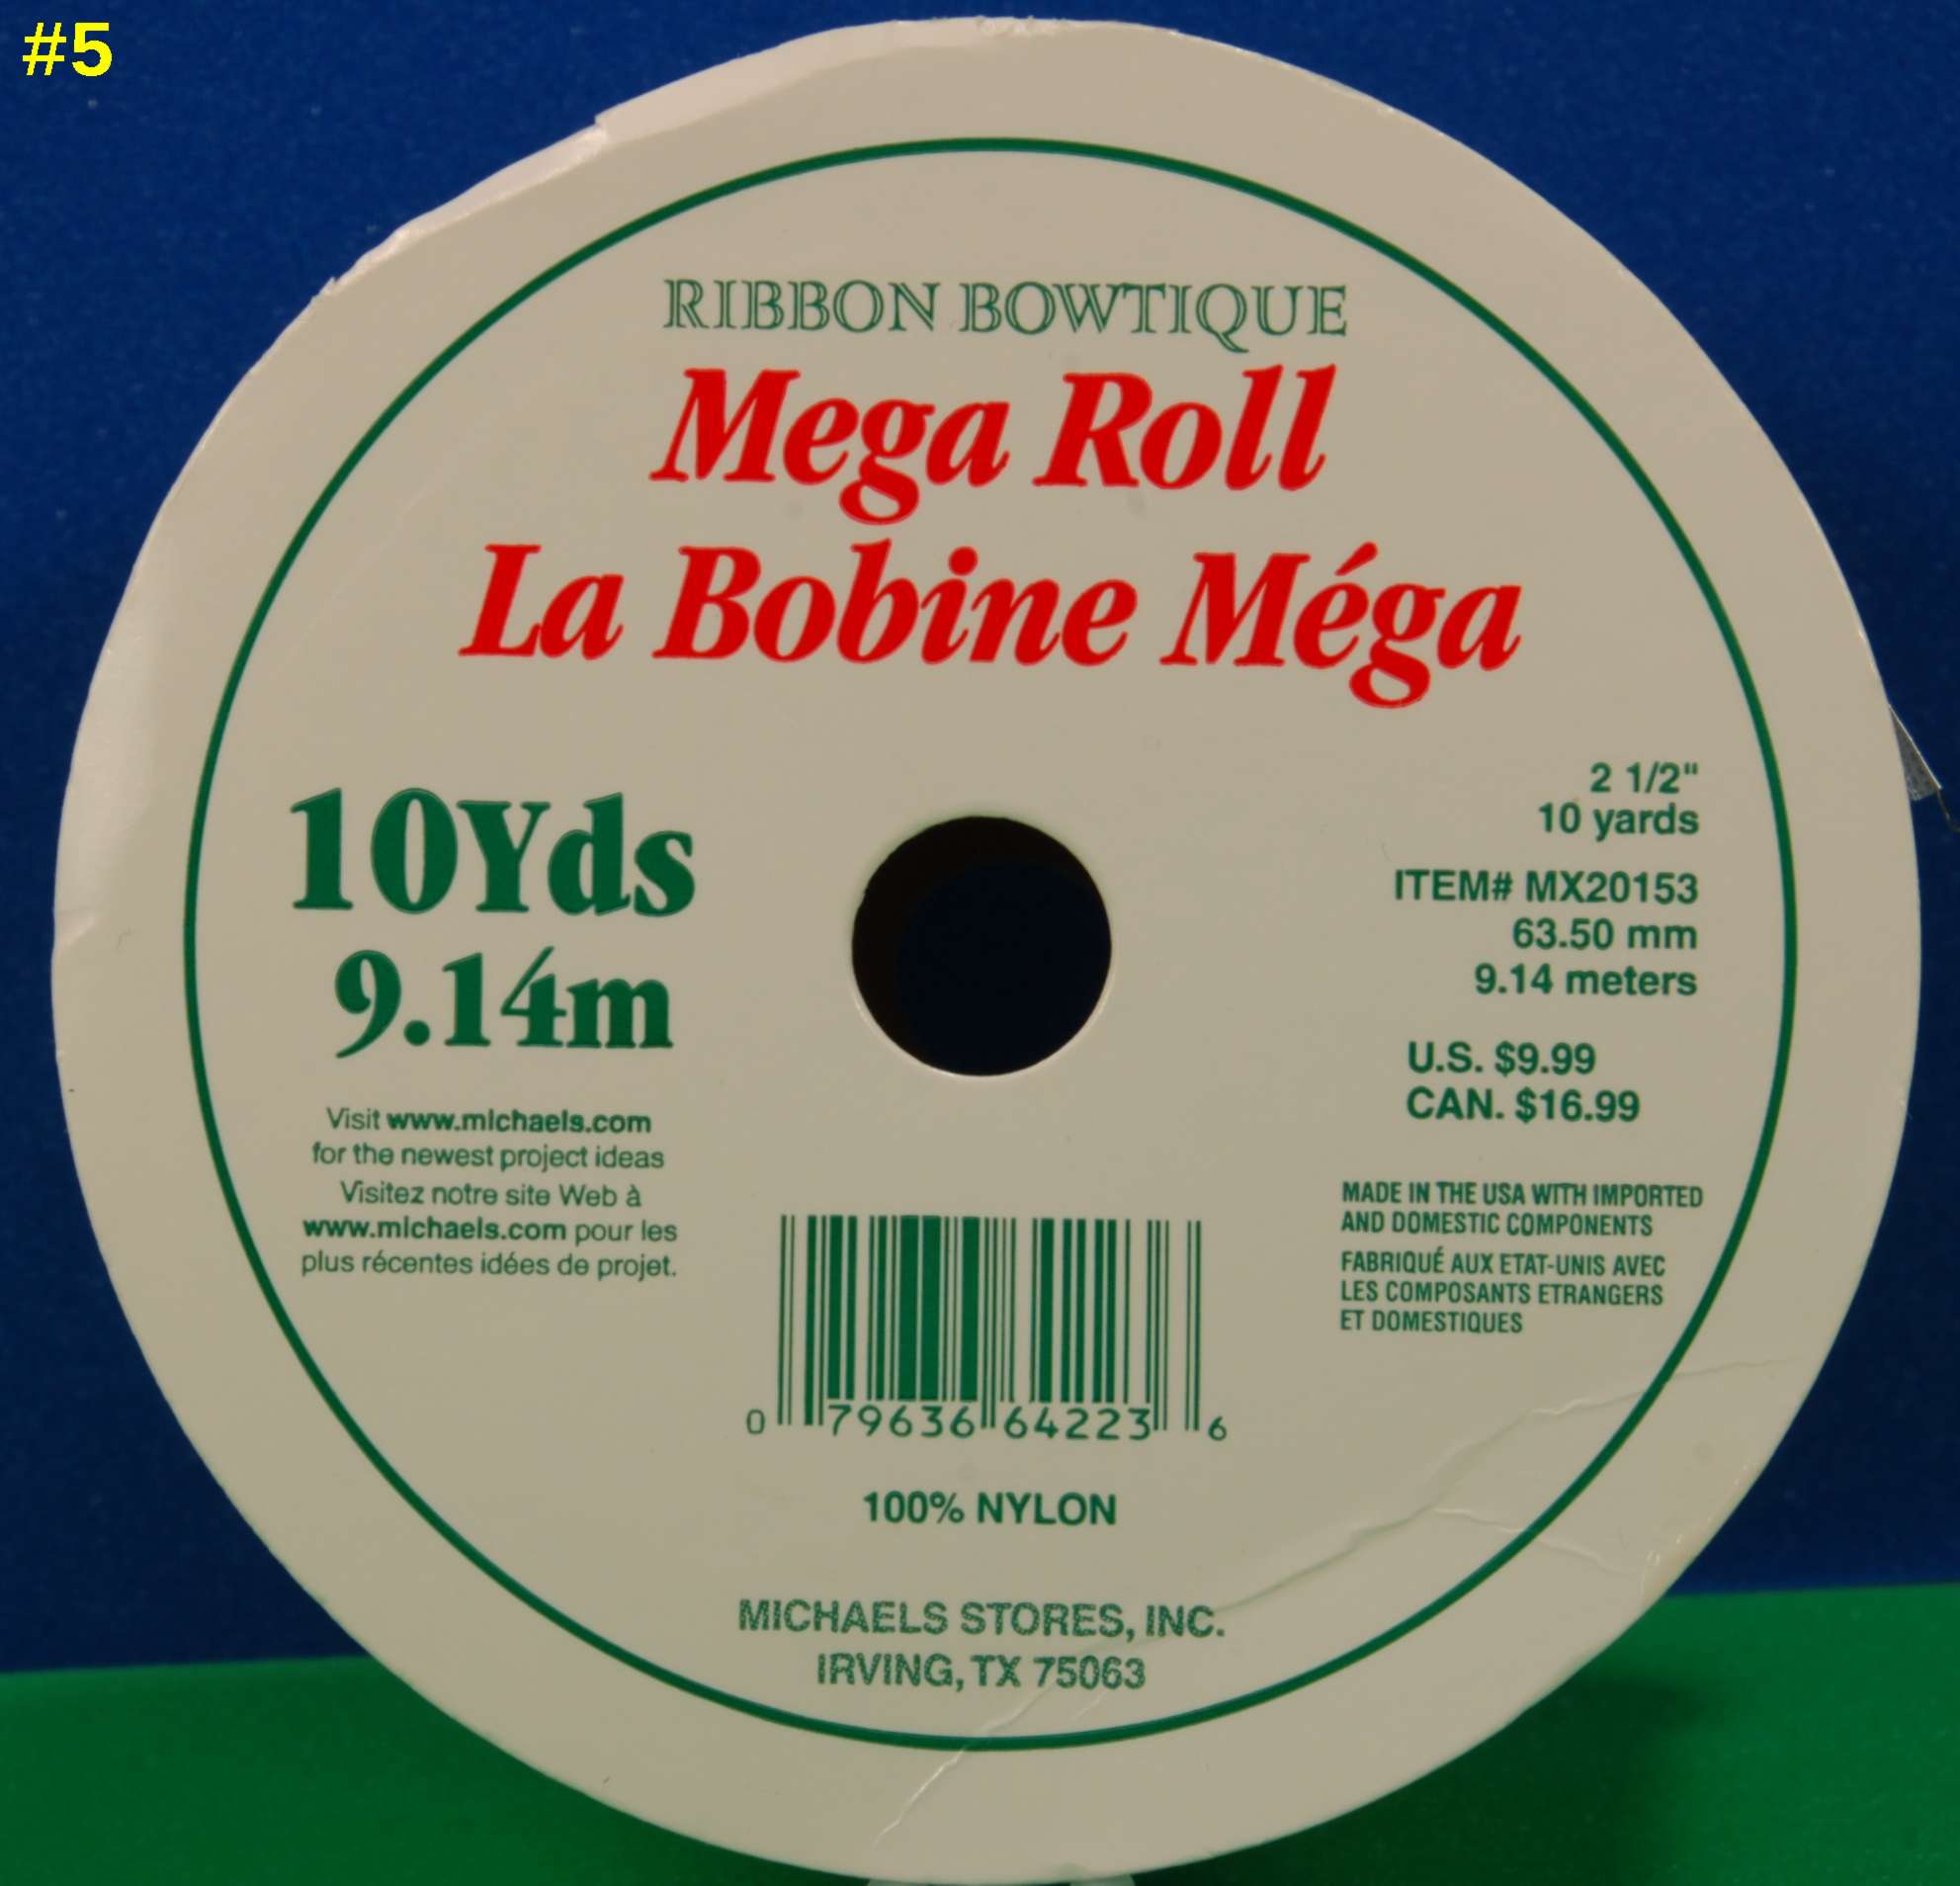 #5
RIBBON BOWTIQUE
Mega Roll
La Bobine Méga
10Yds
9.14m
Visit www.michaels.com
for the newest project ideas
Visitez notre site Web à
www.michaels.com pour les
plus récentes idées de projet.
2 1/2"
10 yards
ITEM# MX20153
63.50 mm
9.14 meters
U.S. $9.99
CAN. $16.99
MADE IN THE USA WITH IMPORTED
AND DOMESTIC COMPONENTS
FABRIQUÉ AUX ETAT-UNIS AVEC
LES COMPOSANTS ETRANGERS
ET DOMESTIQUES
0 79636 64223 6
100% NYLON
MICHAELS STORES, INC.
IRVING, TX 75063